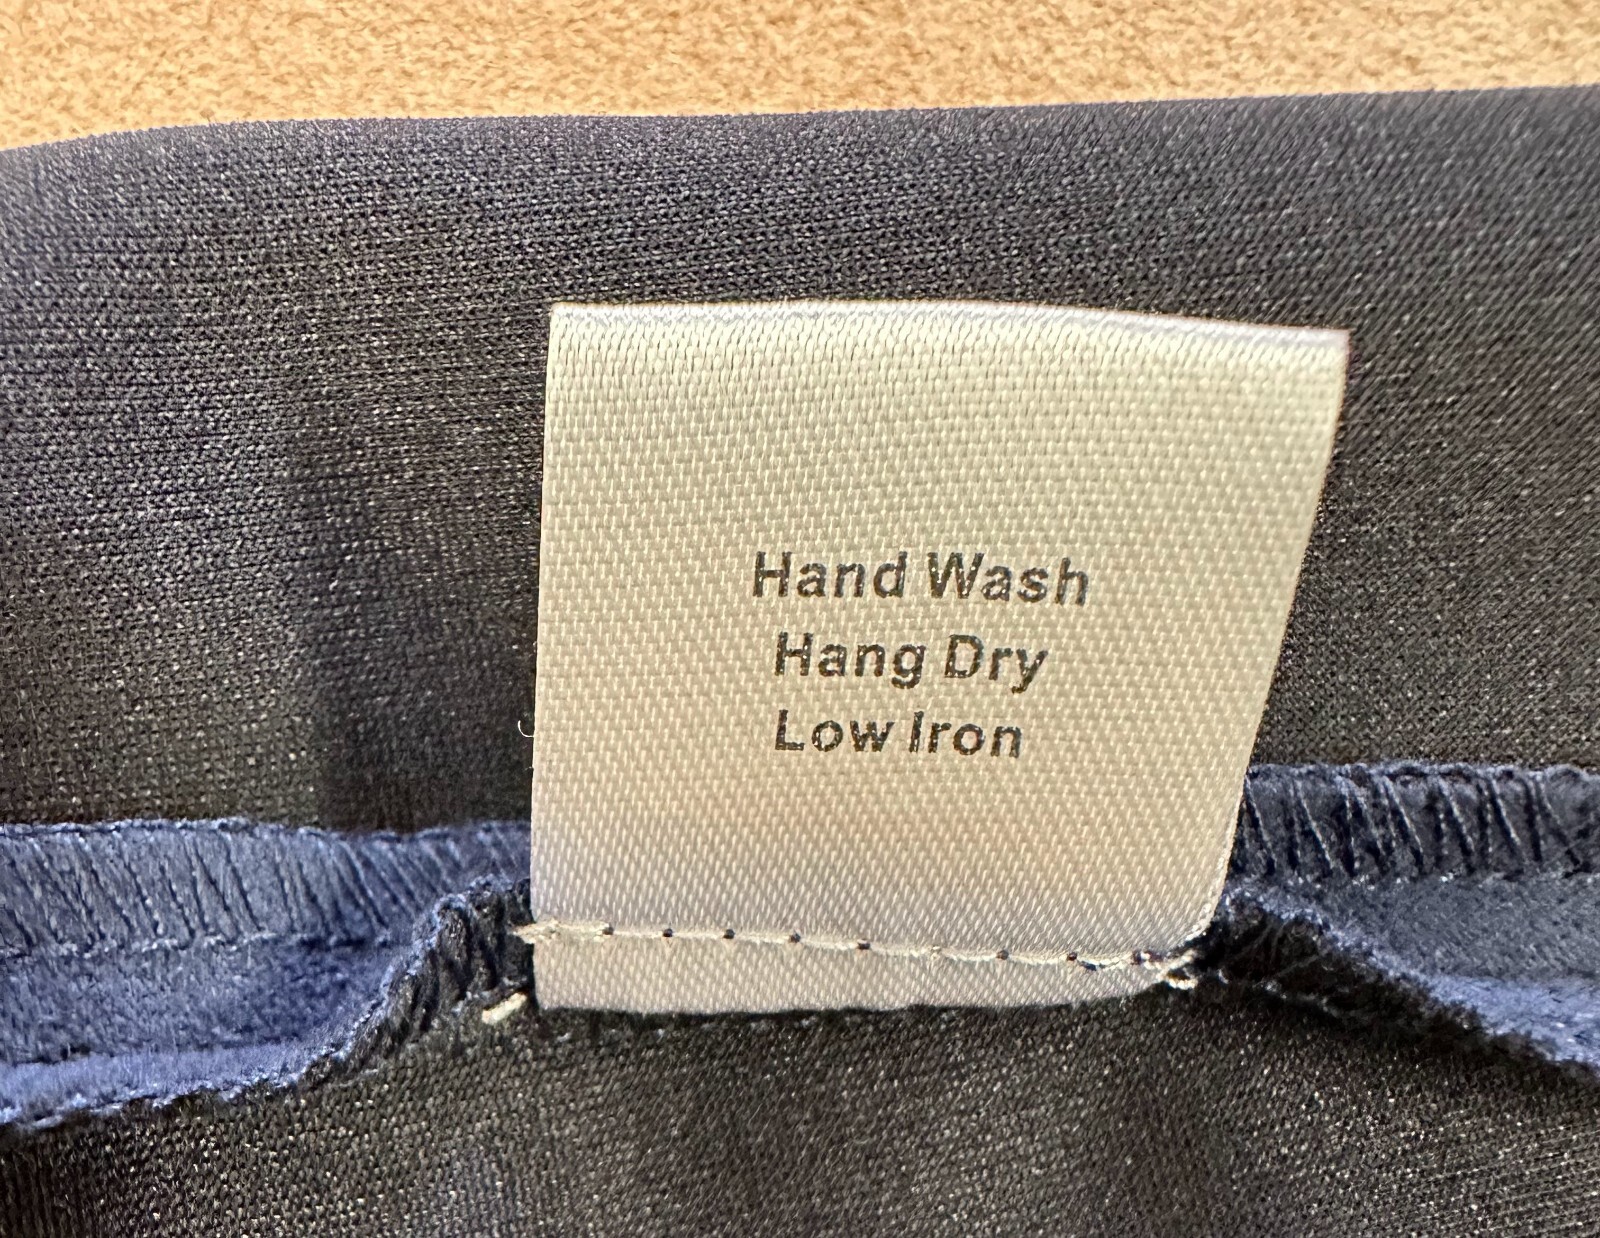 Hand Wash
Hang Dry
Low Iron